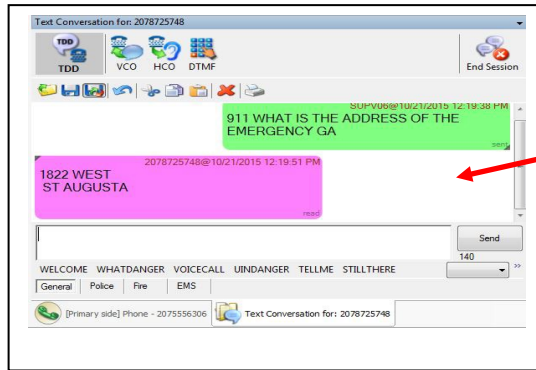 Text Conversation for: 2078725748
TDD
TDD VCO HCO DTMF End Session
SUPV06@10/21/2015 12:19:38 PM
911 WHAT IS THE ADDRESS OF THE
EMERGENCY GA
sent
2078725748@10/21/2015 12:19:51 PM
1822 WEST
ST AUGUSTA
read
Send
140
WELCOME WHATDANGER VOICECALL UINDANGER TELLME STILLTHERE
General Police Fire EMS
[Primary side] Phone - 2075556306 Text Conversation for: 2078725748